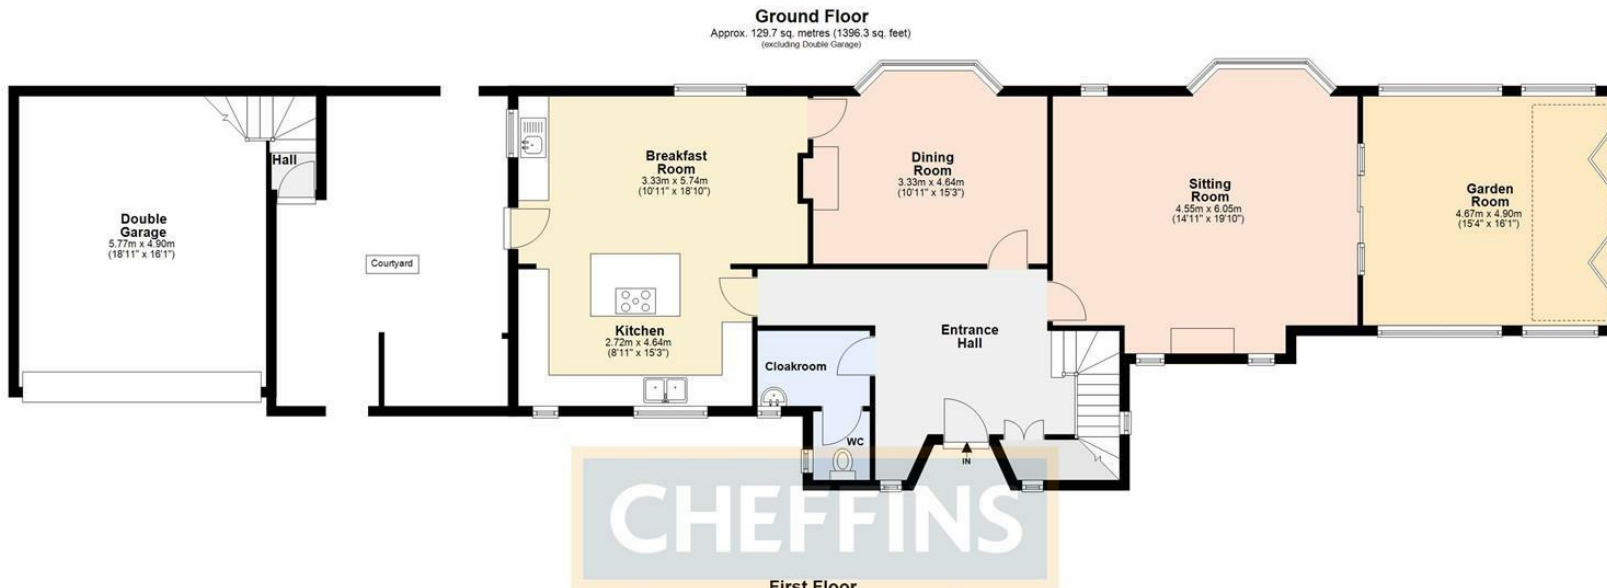 Ground Floor
Approx. 129.7 sq. metres (1396.3 sq. feet)
(excluding Double Garage)
Hall
Double
Garage
5.77m x 4.90m
(18'11" x 16'1")
Courtyard
Breakfast
Room
3.33m x 5.74m
(10'11" x 18'10")
Kitchen
2.72m x 4.64m
(8'11" x 15'3")
Dining
Room
3.33m x 4.64m
(10'11" x 15'3")
Sitting
Room
4.55m x 6.05m
(14'11" x 19'10")
Garden
Room
4.67m x 4.90m
(15'4" x 16'1")
Entrance
Hall
Cloakroom
WC
IN
CHEFFINS
First Floor